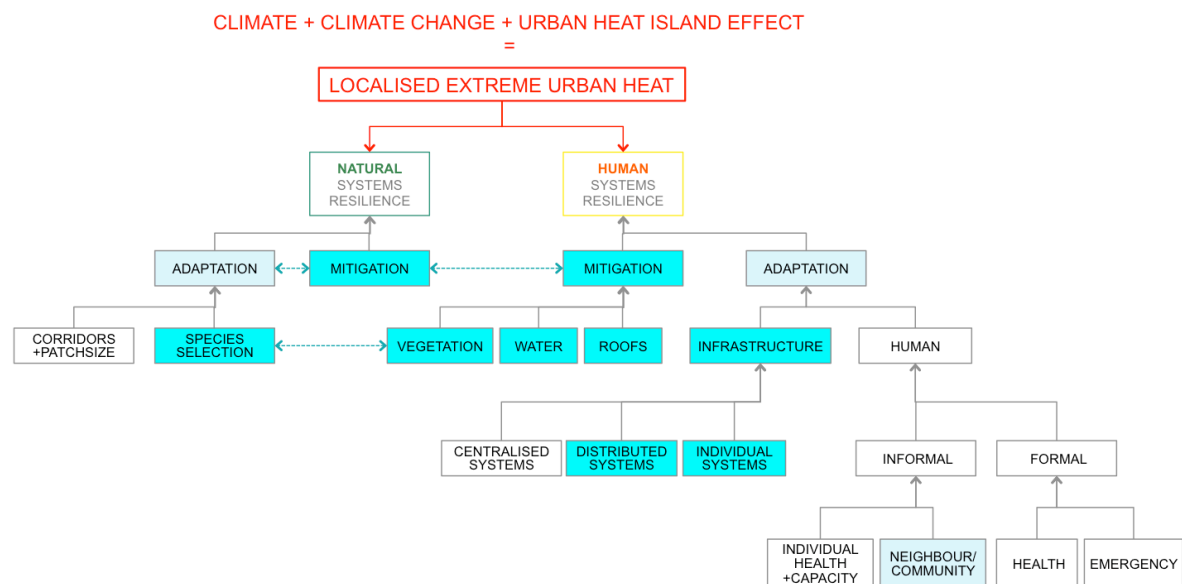 CLIMATE + CLIMATE CHANGE + URBAN HEAT ISLAND EFFECT
=
LOCALISED EXTREME URBAN HEAT
NATURAL
SYSTEMS
RESILIENCE
HUMAN
SYSTEMS
RESILIENCE
ADAPTATION
MITIGATION
MITIGATION
ADAPTATION
CORRIDORS
+PATCHSIZE
SPECIES
SELECTION
VEGETATION
WATER
ROOFS
INFRASTRUCTURE
HUMAN
CENTRALISED
SYSTEMS
DISTRIBUTED
SYSTEMS
INDIVIDUAL
SYSTEMS
INFORMAL
FORMAL
INDIVIDUAL
HEALTH
+CAPACITY
NEIGHBOUR/
COMMUNITY
HEALTH
EMERGENCY